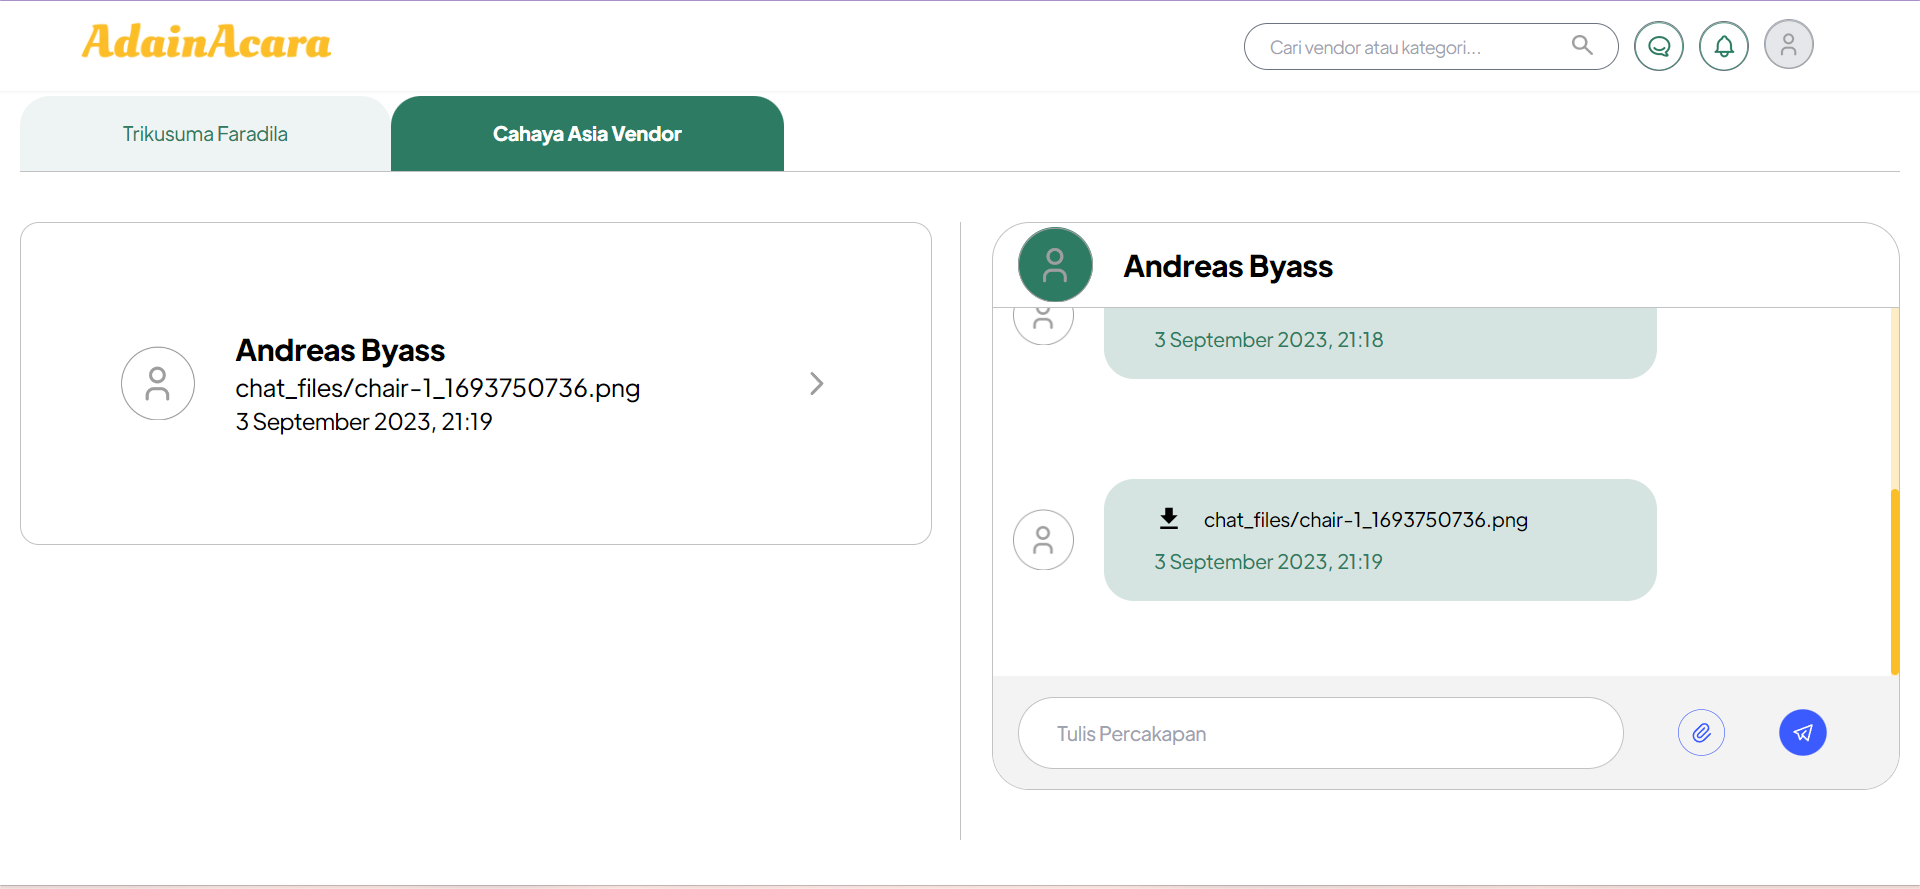 AdainAcara
Cari vendor atau kategori...
Trikusuma Faradila
Cahaya Asia Vendor
Andreas Byass
chat_files/chair-1_1693750736.png
3 September 2023, 21:19
Andreas Byass
3 September 2023, 21:18
chat_files/chair-1_1693750736.png
3 September 2023, 21:19
Tulis Percakapan